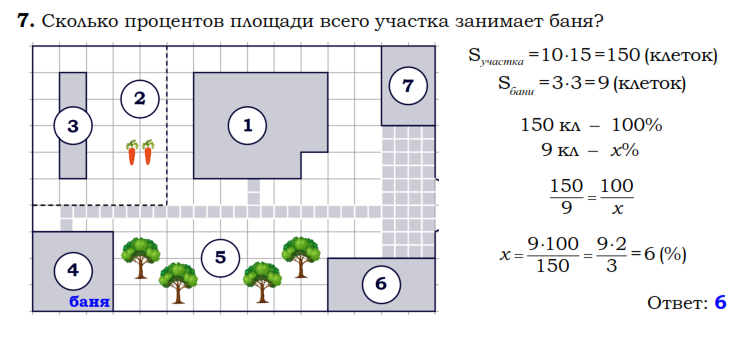 7. Сколько процентов площади всего участка занимает баня?
Sучастка =10·15=150 (клеток)
Sбани =3·3=9 (клеток)
150 кл – 100%
9 кл – x%
150/9 = 100/x
x = 9·100/150 = 9·2/3 = 6 (%)
Ответ: 6
7
2
3
1
5
4
баня
6